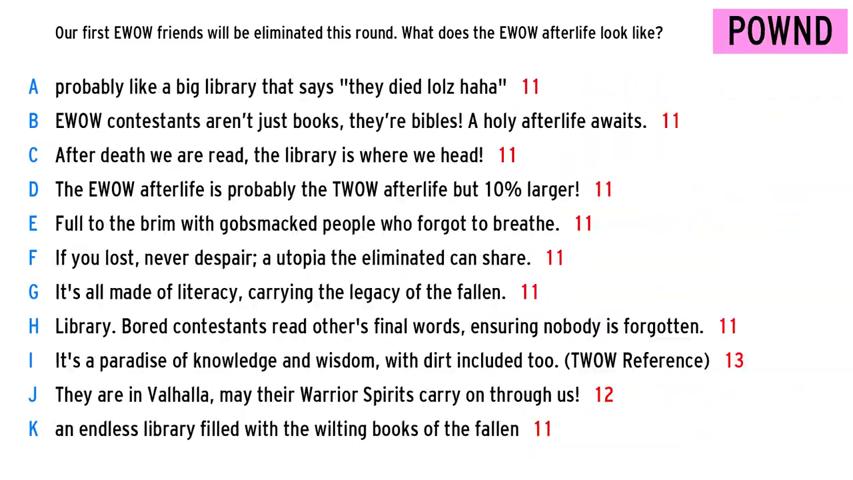 Our first EWOW friends will be eliminated this round. What does the EWOW afterlife look like?
POWND
A probably like a big library that says "they died lolz haha" 11
B EWOW contestants aren't just books, they're bibles! A holy afterlife awaits. 11
C After death we are read, the library is where we head! 11
D The EWOW afterlife is probably the TWOW afterlife but 10% larger! 11
E Full to the brim with gobsmacked people who forgot to breathe. 11
F If you lost, never despair; a utopia the eliminated can share. 11
G It's all made of literacy, carrying the legacy of the fallen. 11
H Library. Bored contestants read other's final words, ensuring nobody is forgotten. 11
I It's a paradise of knowledge and wisdom, with dirt included too. (TWOW Reference) 13
J They are in Valhalla, may their Warrior Spirits carry on through us! 12
K an endless library filled with the wilting books of the fallen 11